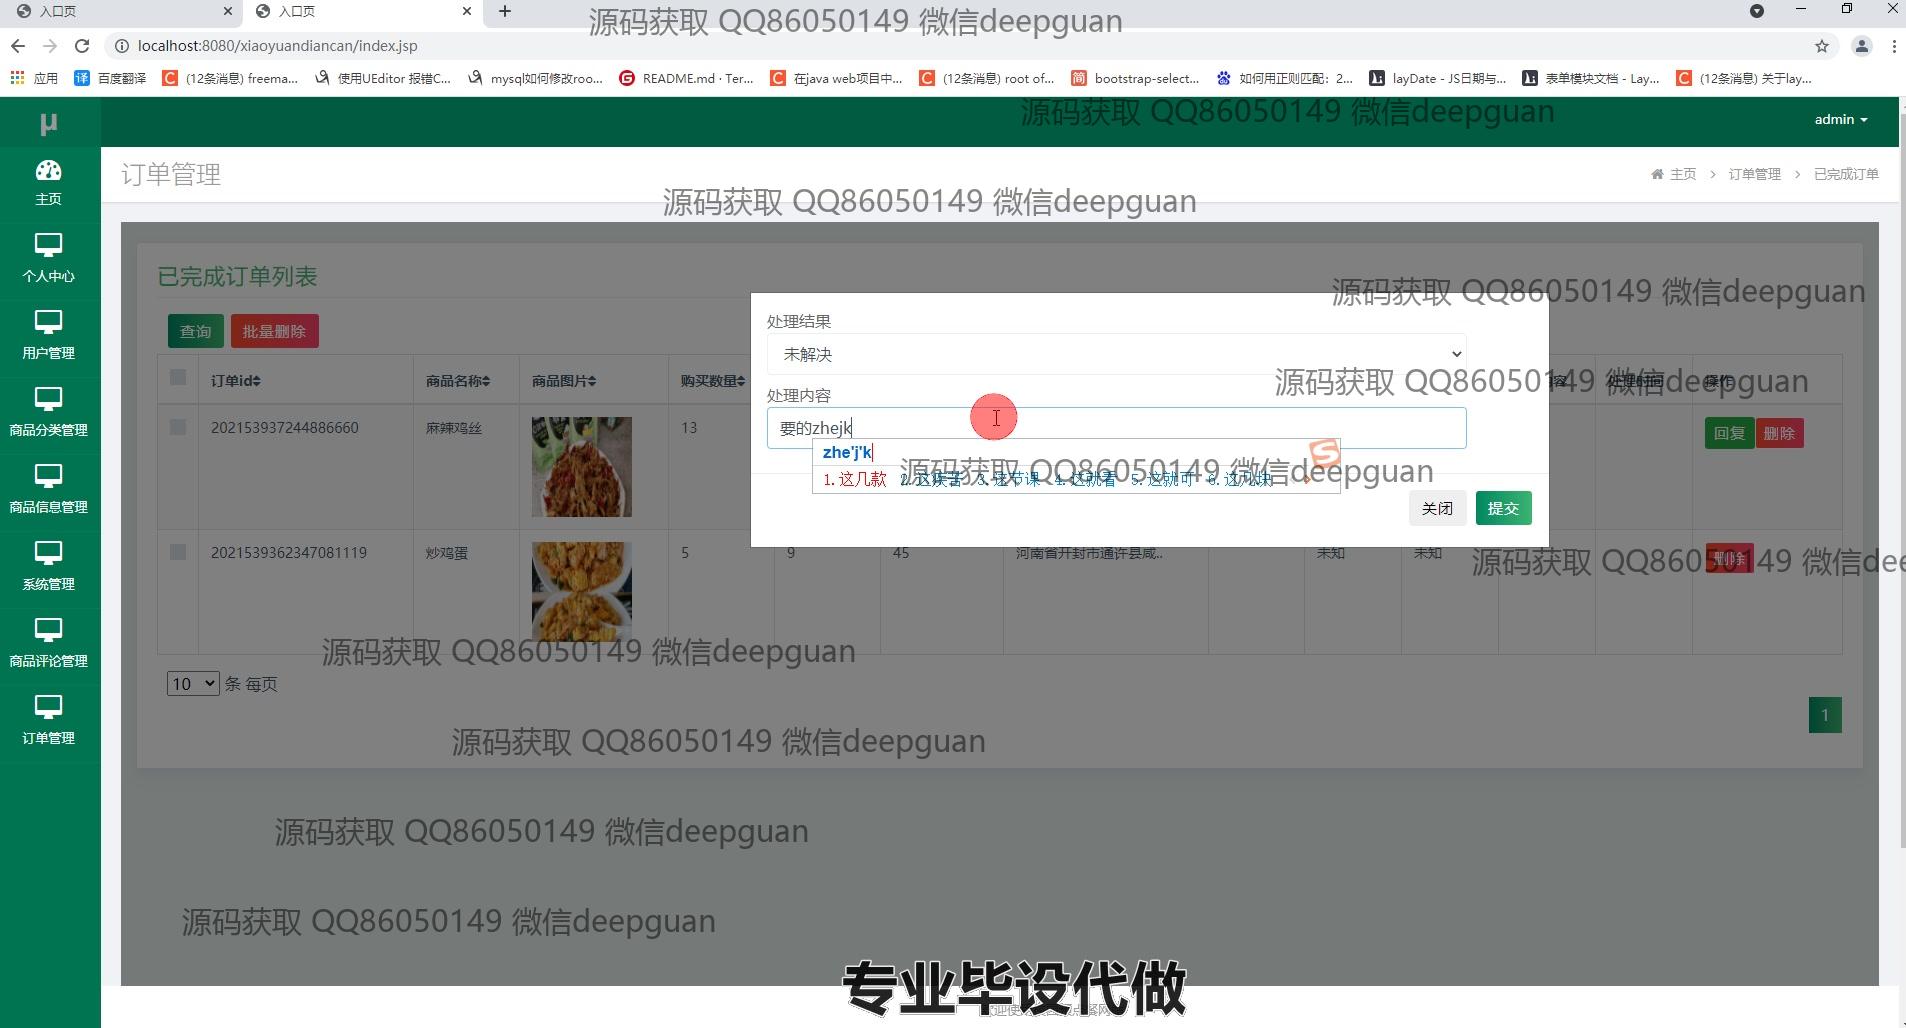 入口页
入口页
源码获取 QQ86050149 微信deepguan
localhost:8080/xiaoyuandiancan/index.jsp
应用
百度翻译
(12条消息) freema...
使用UEditor 报错C...
mysql如何修改roo...
README.md · Ter...
在java web项目中...
(12条消息) root of...
bootstrap-select...
如何用正则匹配：2...
layDate - JS日期与...
表单模块文档 - Lay...
(12条消息) 关于lay...
源码获取 QQ86050149 微信deepguan
μ
admin
主页
订单管理
主页 > 订单管理 > 已完成订单
源码获取 QQ86050149 微信deepguan
个人中心
已完成订单列表
源码获取 QQ86050149 微信deepguan
处理结果
查询 批量删除
用户管理
未解决
订单id 商品名称 商品图片 购买数量
处理时间 操作
源码获取 QQ86050149 微信deepguan
处理内容
商品分类管理
202153937244886660 麻辣鸡丝 13
要的zhejk
回复 删除
zhe'j'k
源码获取 QQ86050149 微信deepguan
1.这几款 3.这节课 4.这就看 5.这就可 6.这几块
商品信息管理
关闭 提交
2021539362347081119 炒鸡蛋 5 9 45 河南省开封市通许县咸.. 未知 未知 删除
源码获取 QQ86050149 微信dee
系统管理
源码获取 QQ86050149 微信deepguan
商品评论管理
10 条 每页
1
订单管理
源码获取 QQ86050149 微信deepguan
源码获取 QQ86050149 微信deepguan
源码获取 QQ86050149 微信deepguan
专业毕设代做